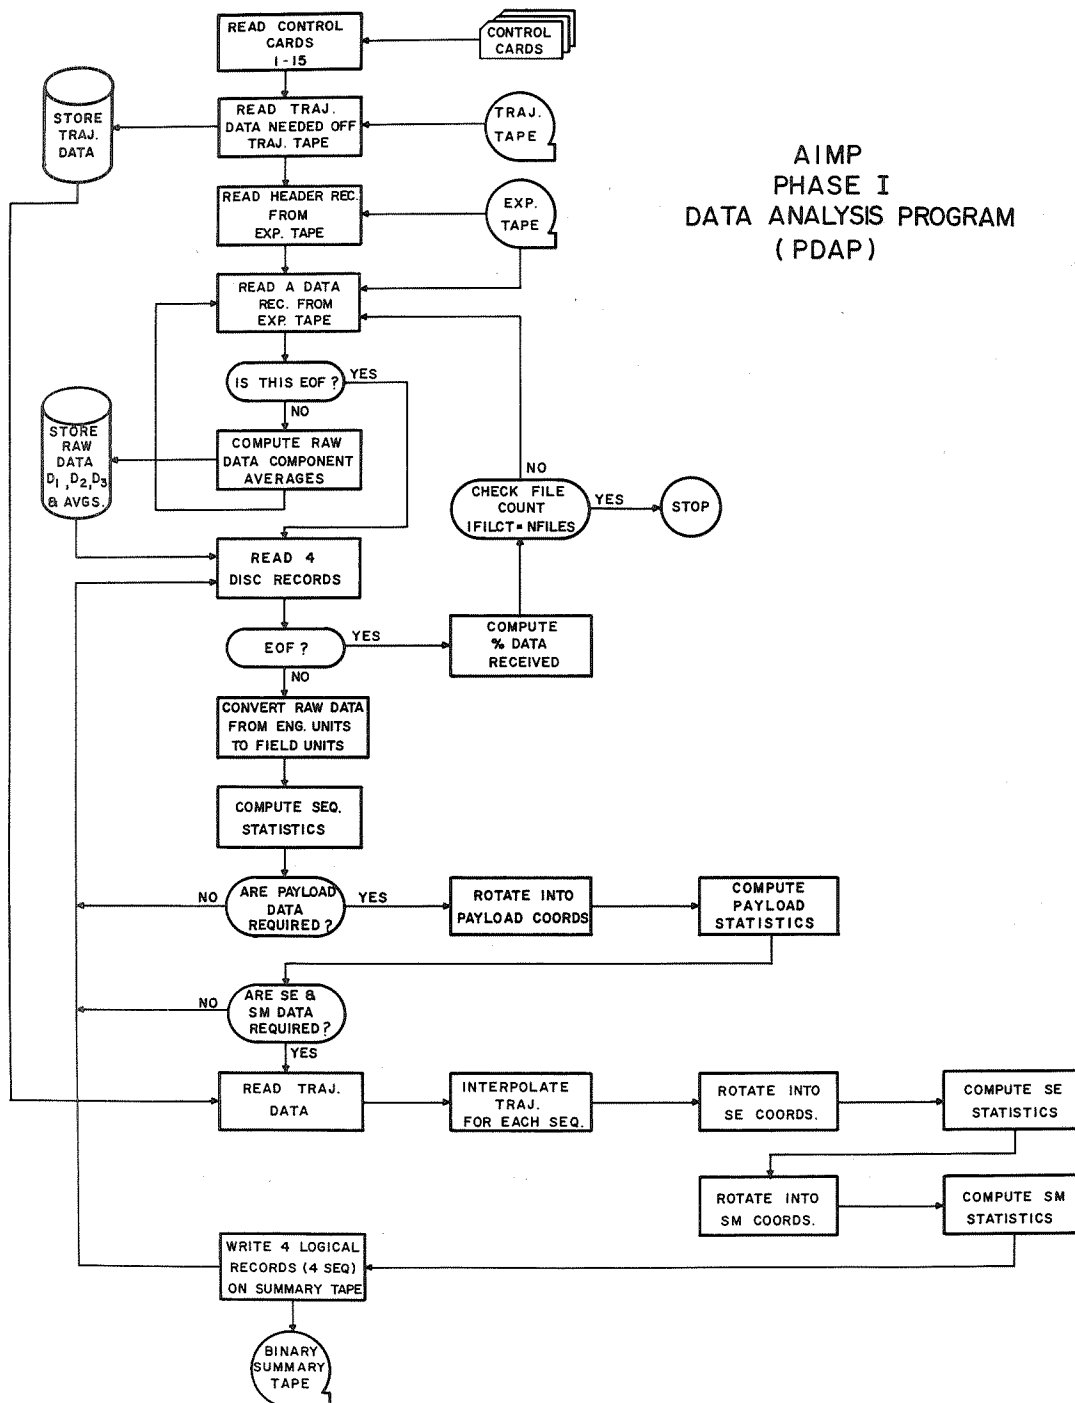 AIMP
PHASE I
DATA ANALYSIS PROGRAM
(PDAP)
READ CONTROL
CARDS
1-15
CONTROL
CARDS
STORE
TRAJ.
DATA
READ TRAJ.
DATA NEEDED OFF
TRAJ. TAPE
TRAJ.
TAPE
READ HEADER REC.
FROM
EXP. TAPE
EXP.
TAPE
READ A DATA
REC. FROM
EXP. TAPE
IS THIS EOF?
YES
NO
STORE
RAW
DATA
D1,D2,D3
& AVGS.
COMPUTE RAW
DATA COMPONENT
AVERAGES
NO
CHECK FILE
COUNT
IFILCT=NFILES
YES
STOP
READ 4
DISC RECORDS
EOF?
YES
COMPUTE
% DATA
RECEIVED
NO
CONVERT RAW DATA
FROM ENG. UNITS
TO FIELD UNITS
COMPUTE SEQ.
STATISTICS
NO
ARE PAYLOAD
DATA
REQUIRED?
YES
ROTATE INTO
PAYLOAD COORDS
COMPUTE
PAYLOAD
STATISTICS
NO
ARE SE &
SM DATA
REQUIRED?
YES
READ TRAJ.
DATA
INTERPOLATE
TRAJ.
FOR EACH SEQ.
ROTATE INTO
SE COORDS.
COMPUTE SE
STATISTICS
ROTATE INTO
SM COORDS.
COMPUTE SM
STATISTICS
WRITE 4 LOGICAL
RECORDS (4 SEQ)
ON SUMMARY TAPE
BINARY
SUMMARY
TAPE